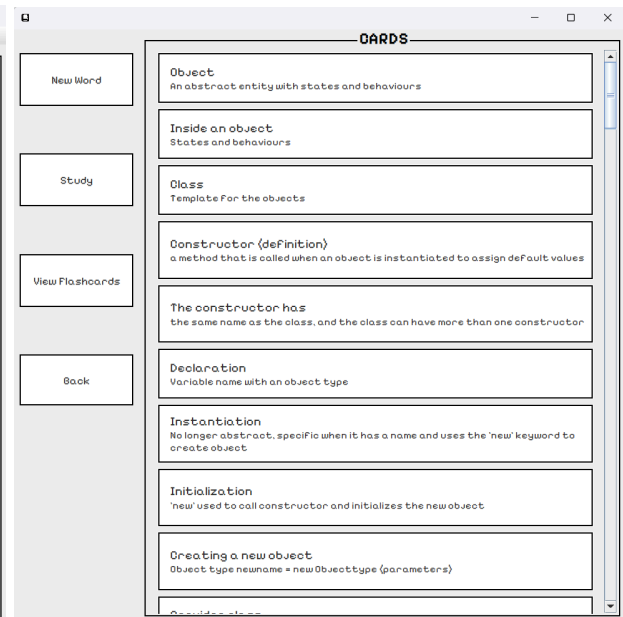 CARDS
New Word
Study
View Flashcards
Back
Object
An abstract entity with states and behaviours
Inside an object
States and behaviours
Class
Template for the objects
Constructor (definition)
a method that is called when an object is instantiated to assign default values
The constructor has
the same name as the class, and the class can have more than one constructor
Declaration
Variable name with an object type
Instantiation
No longer abstract, specific when it has a name and uses the 'new' keyword to
create object
Initialization
'new' used to call constructor and initializes the new object
Creating a new object
Object type newname = new Objecttype (parameters)